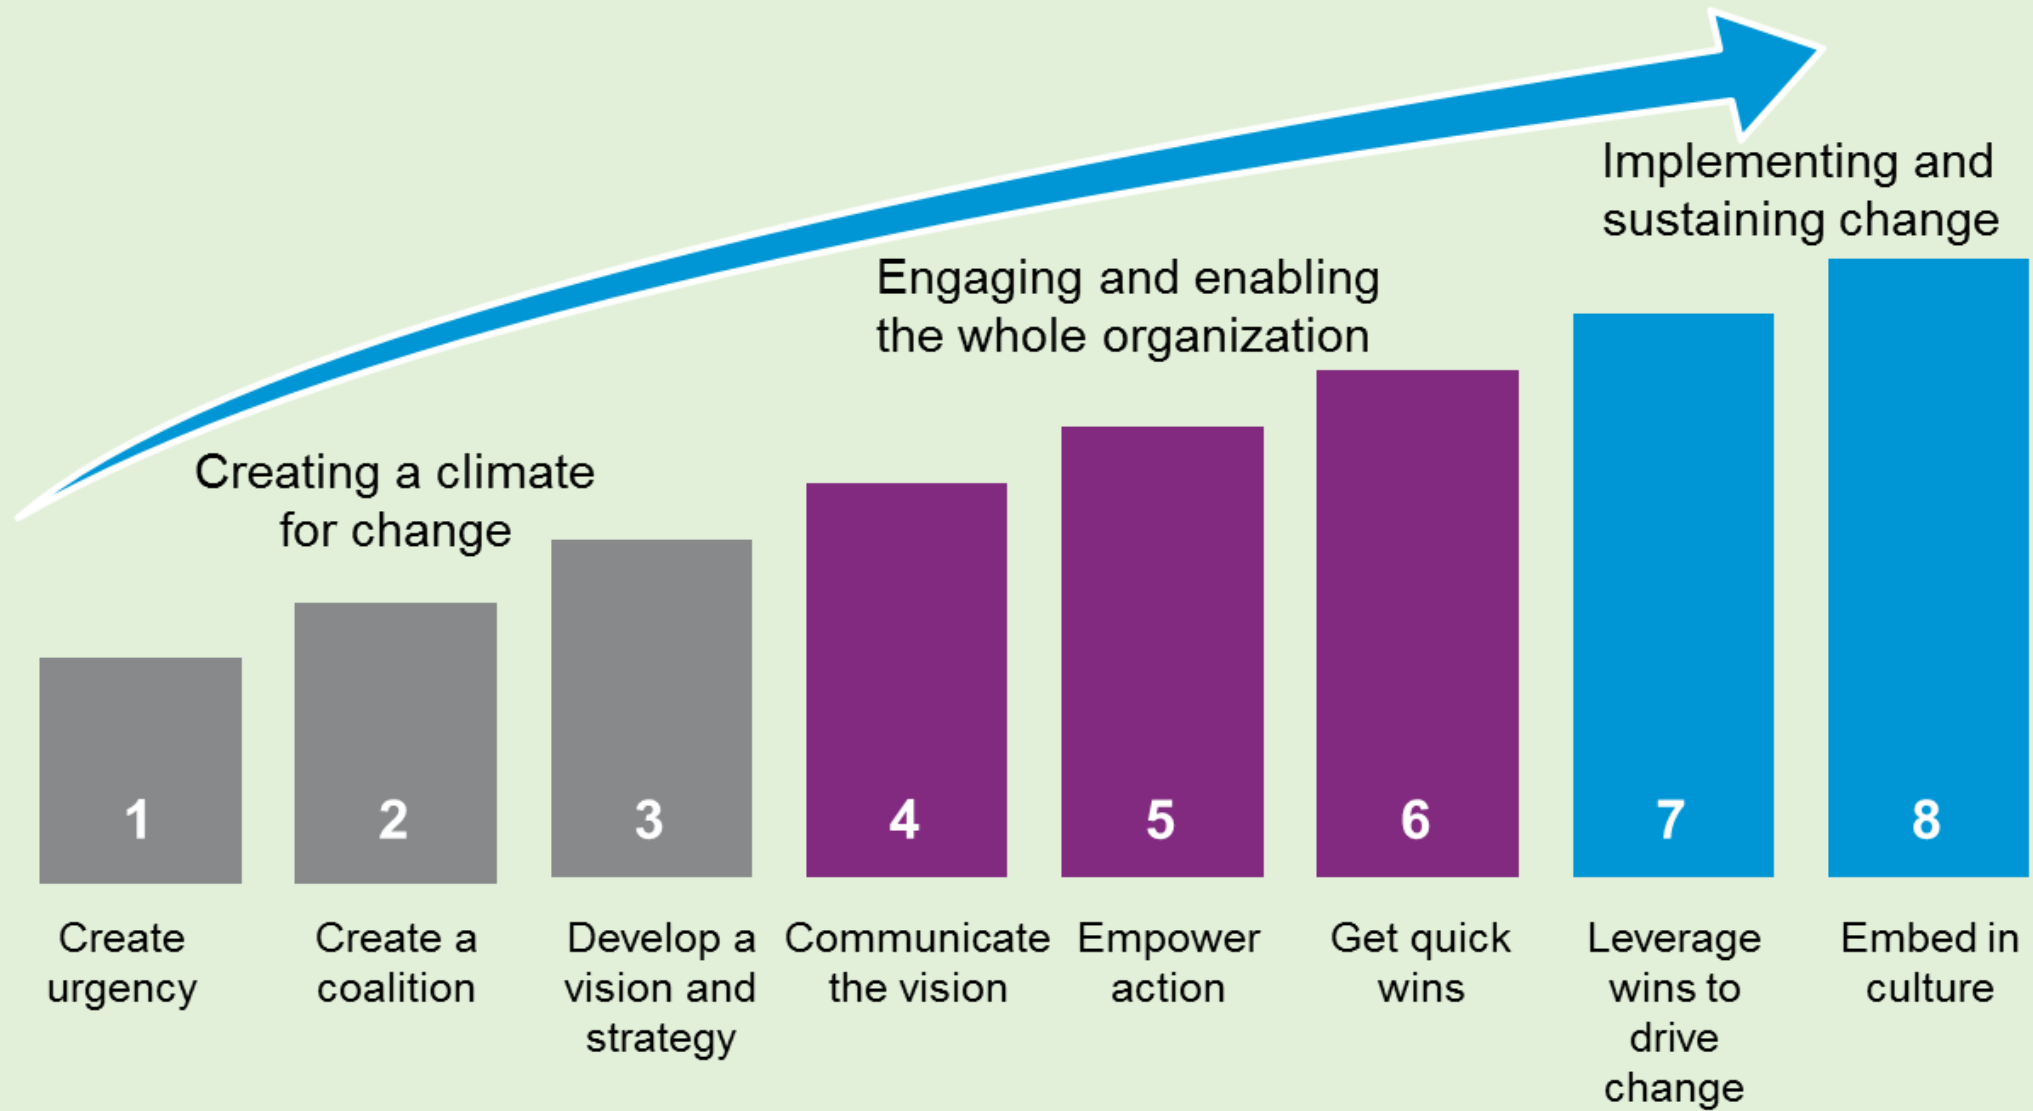 Implementing and
sustaining change
Engaging and enabling
the whole organization
Creating a climate
for change
1
2
3
4
5
6
7
8
Create
urgency
Create a
coalition
Develop a
vision and
strategy
Communicate
the vision
Empower
action
Get quick
wins
Leverage
wins to
drive
change
Embed in
culture